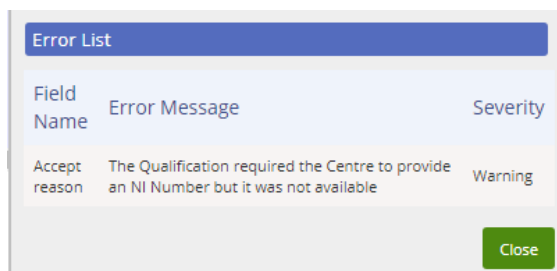 Error List
Field
Name
Error Message
Severity
Accept
reason
The Qualification required the Centre to provide
an NI Number but it was not available
Warning
Close